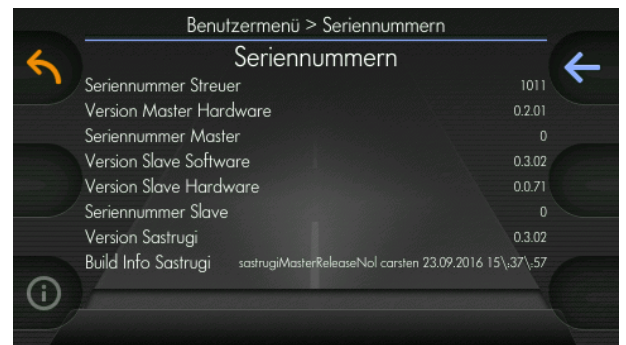 Benutzermenü > Seriennummern
Seriennummern
Seriennummer Streuer 1011
Version Master Hardware 0.2.01
Seriennummer Master 0
Version Slave Software 0.3.02
Version Slave Hardware 0.0.71
Seriennummer Slave 0
Version Sastrugi 0.3.02
Build Info Sastrugi sastrugiMasterReleaseNol carsten 23.09.2016 15\:37\:57